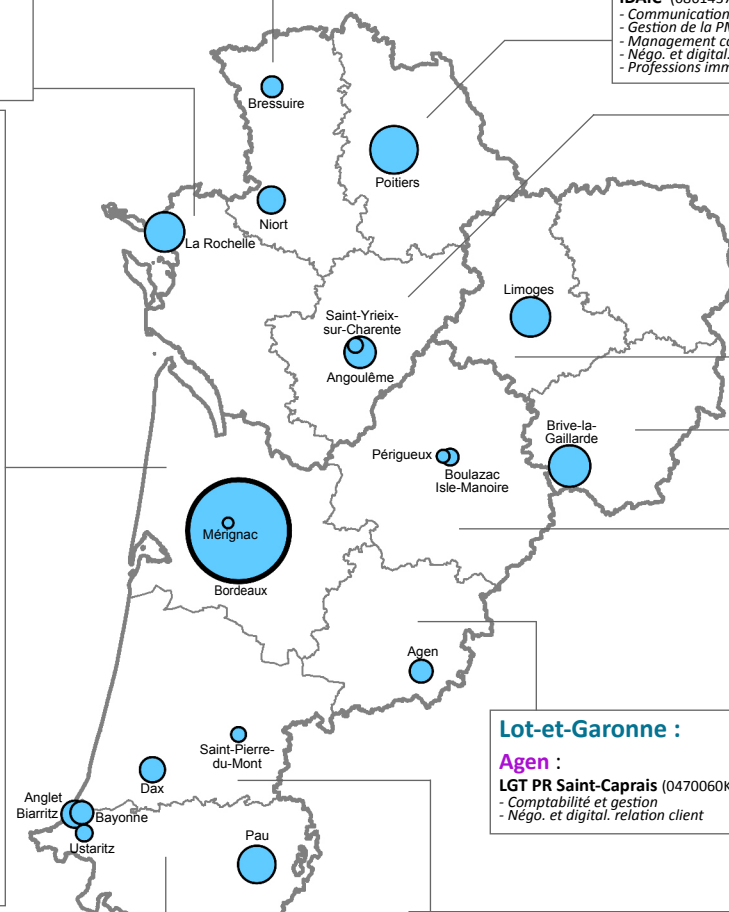 IDAIC
- Communication
- Gestion de la PM
- Management co
- Négo. et digital.
- Professions imm
Bressuire
Poitiers
Niort
La Rochelle
Limoges
Saint-Yrieix-
sur-Charente
Angoulême
Brive-la-
Gaillarde
Périgueux
Boulazac
Isle-Manoire
Mérignac
Bordeaux
Agen
Saint-Pierre-
du-Mont
Dax
Anglet
Biarritz
Bayonne
Ustaritz
Pau
Lot-et-Garonne :
Agen :
LGT PR Saint-Caprais (0470060K
- Comptabilité et gestion
- Négo. et digital. relation client